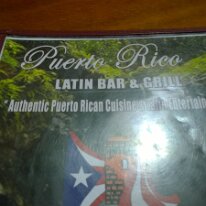 Puerto Rico
LATIN BAR & GRILL
"Authentic Puerto Rican Cuisine